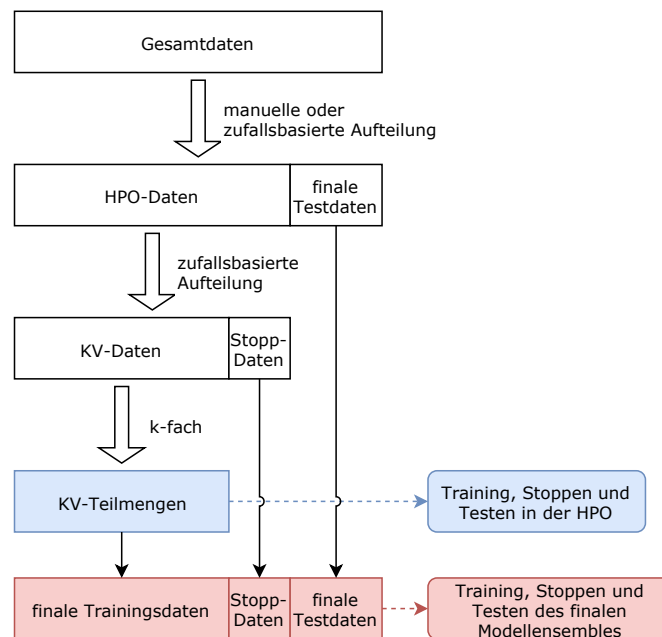 Gesamtdaten
manuelle oder
zufallsbasierte Aufteilung
HPO-Daten
finale
Testdaten
zufallsbasierte
Aufteilung
KV-Daten
Stopp-
Daten
k-fach
KV-Teilmengen
Training, Stoppen und
Testen in der HPO
finale Trainingsdaten
Stopp-
Daten
finale
Testdaten
Training, Stoppen und
Testen des finalen
Modellensembles